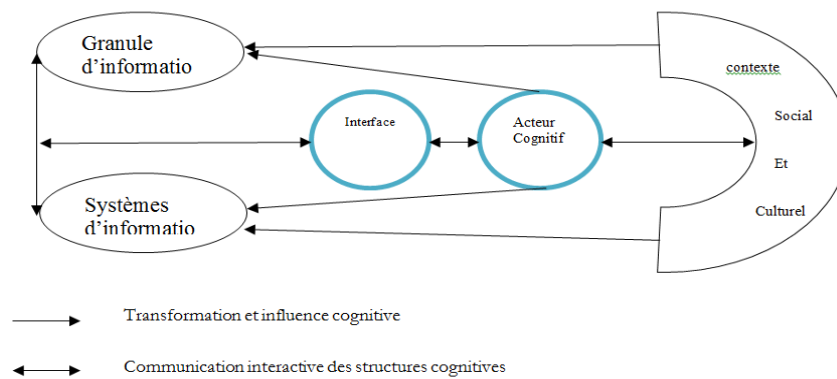 Granule
d’informatio
contexte
Social
Et
Culturel
Interface
Acteur
Cognitif
Systèmes
d’informatio
Transformation et influence cognitive
Communication interactive des structures cognitives